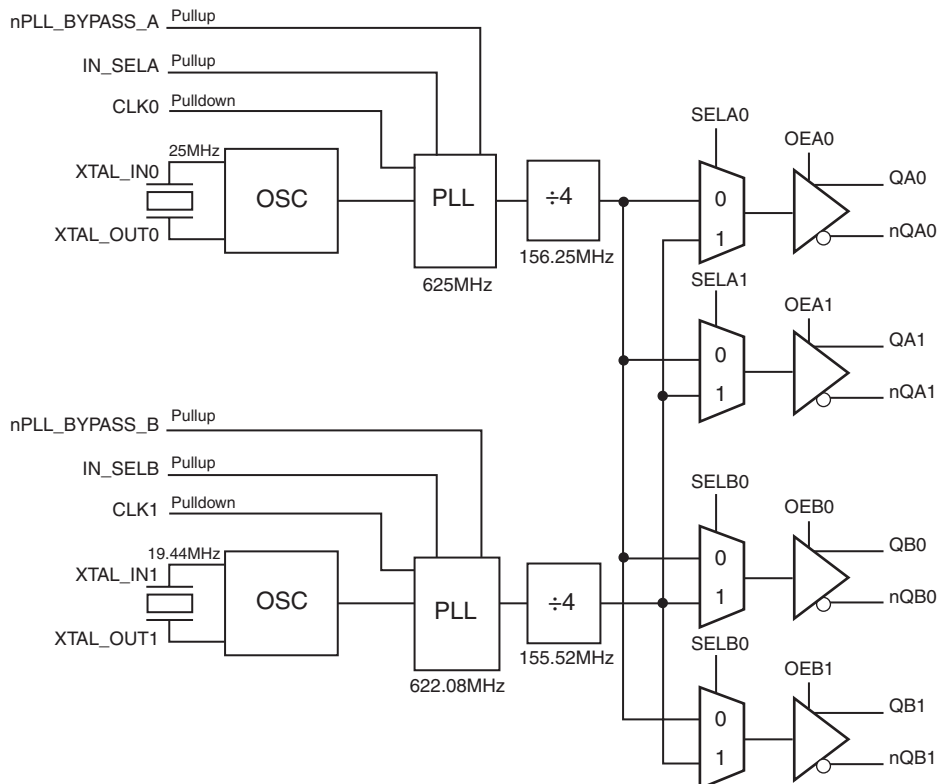 nPLL_BYPASS_A Pullup
IN_SELA Pullup
CLK0 Pulldown
XTAL_IN0
25MHz
XTAL_OUT0
OSC
PLL
625MHz
÷4
156.25MHz
SELA0
0
1
OEA0
QA0
nQA0
SELA1
0
1
OEA1
QA1
nQA1
nPLL_BYPASS_B Pullup
IN_SELB Pullup
CLK1 Pulldown
XTAL_IN1
19.44MHz
XTAL_OUT1
OSC
PLL
622.08MHz
÷4
155.52MHz
SELB0
0
1
OEB0
QB0
nQB0
SELB0
0
1
OEB1
QB1
nQB1